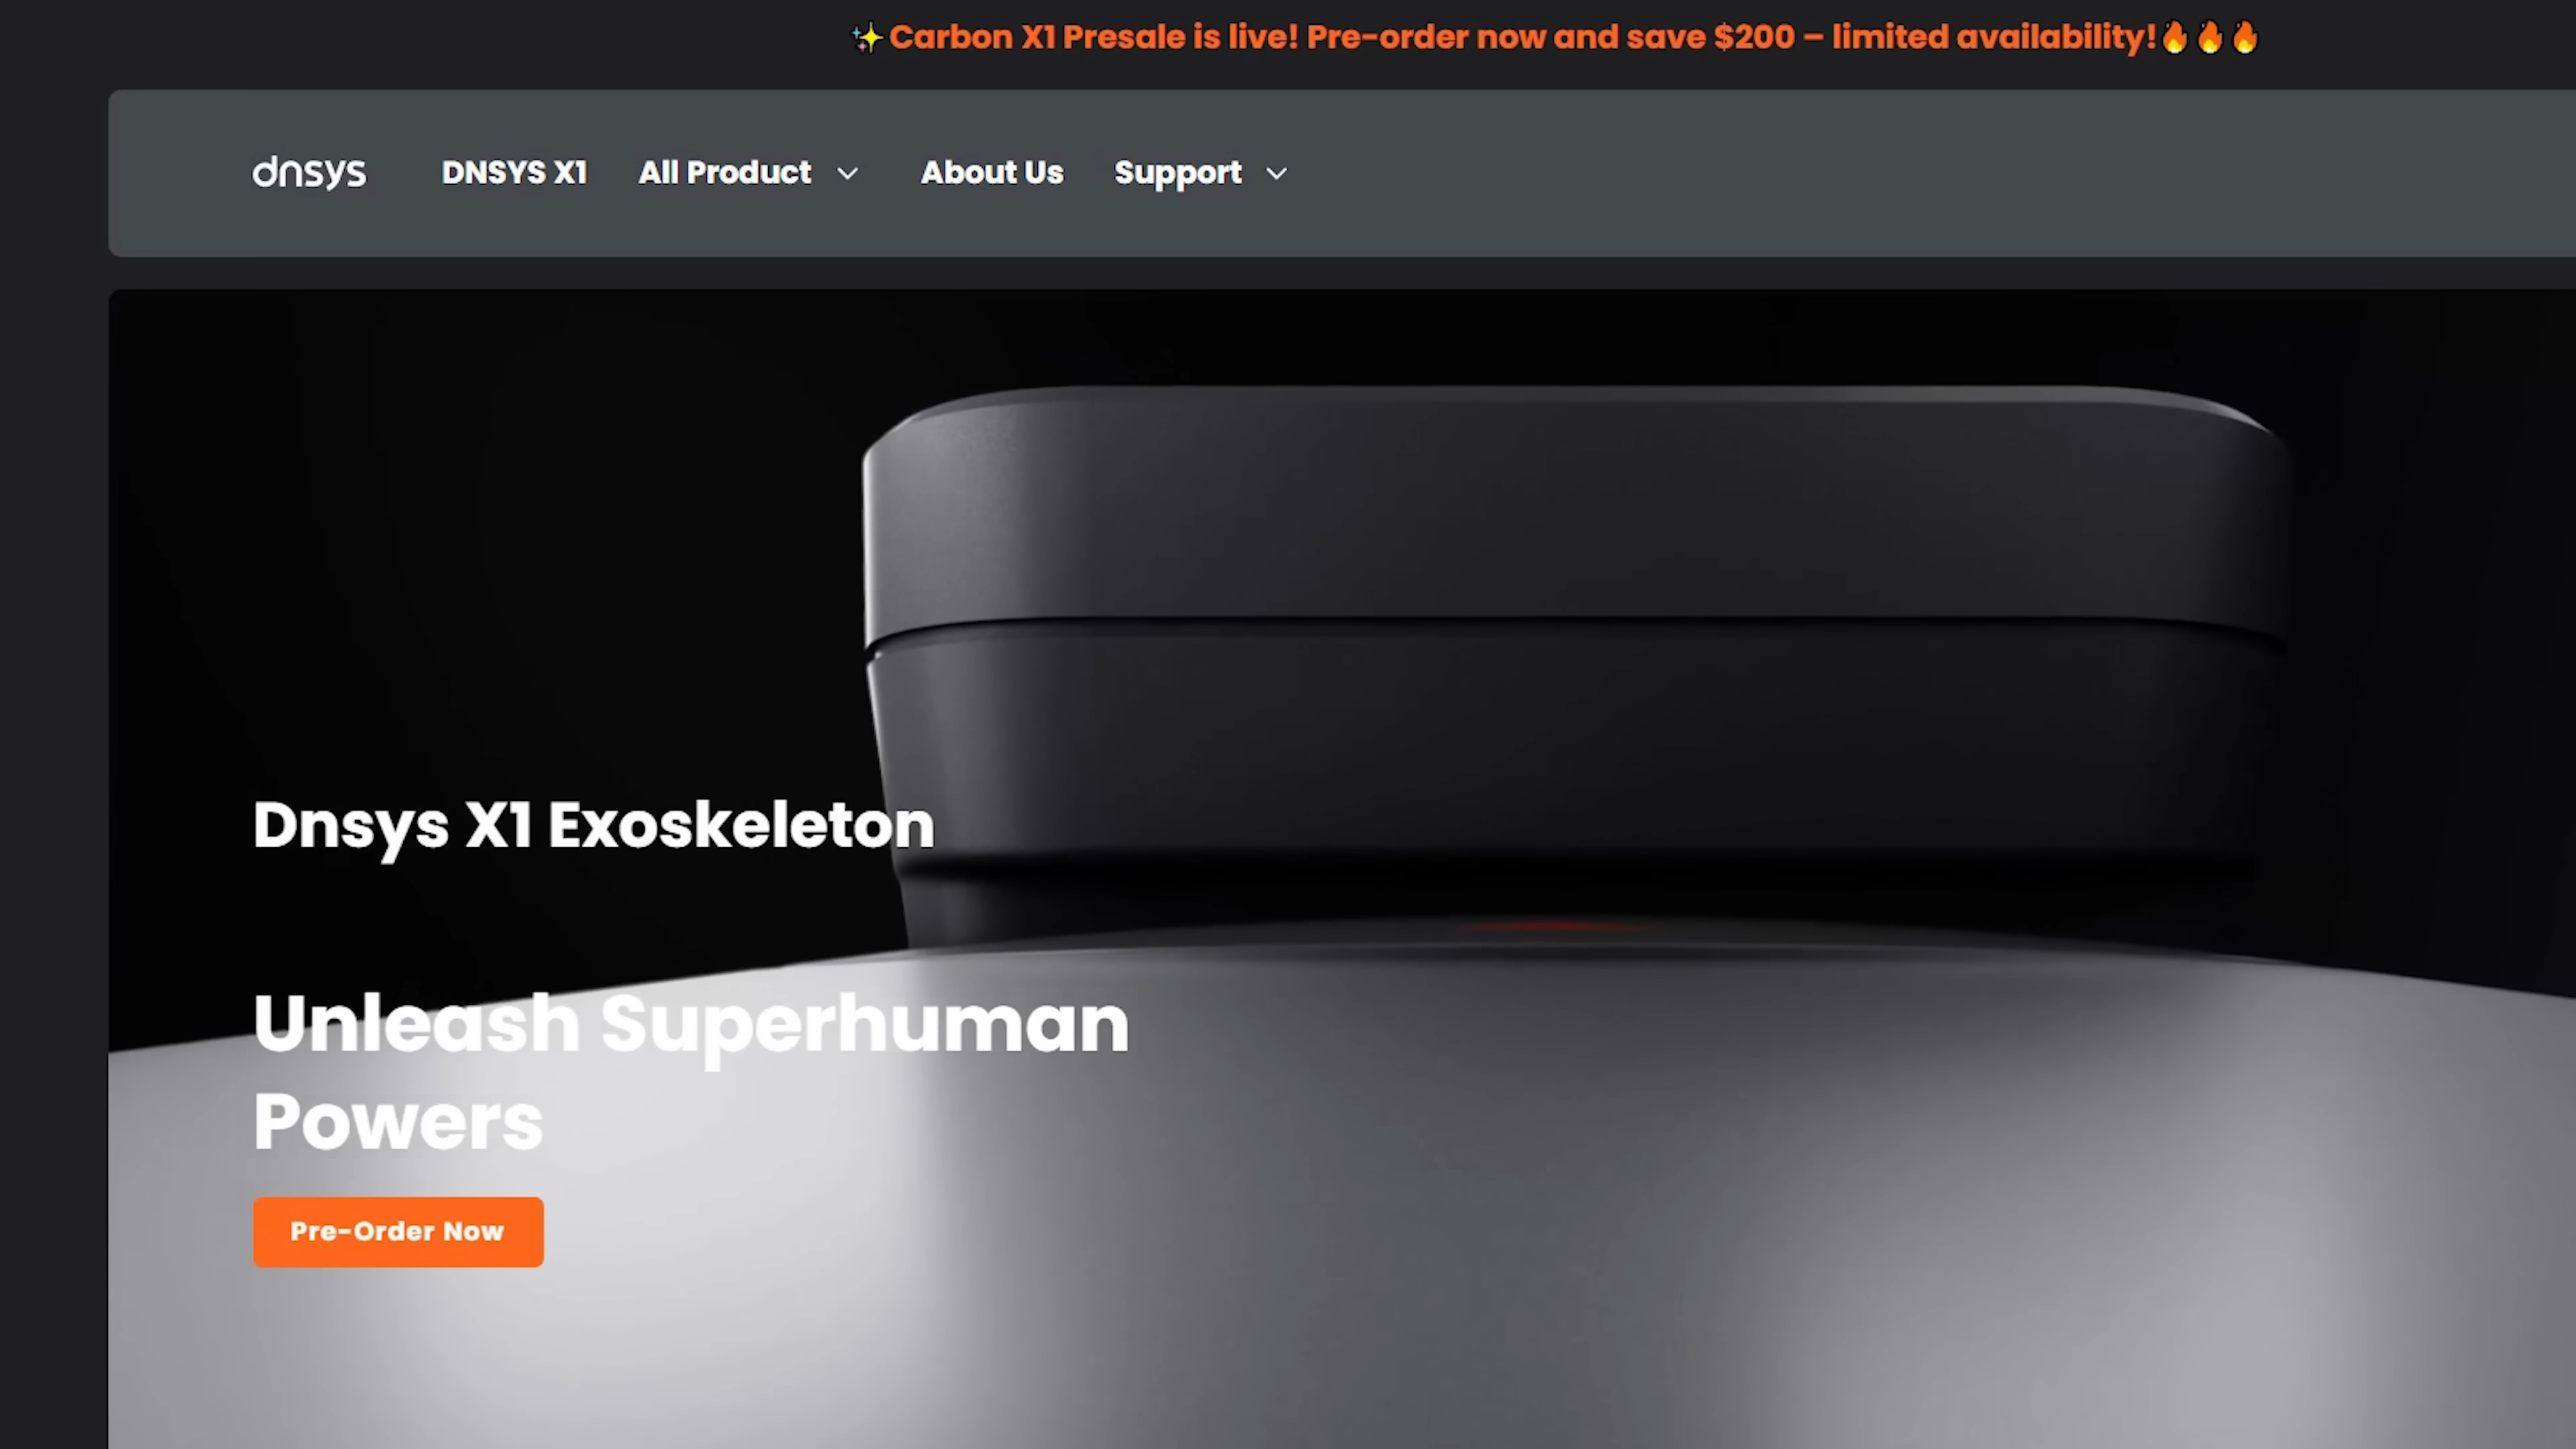 ✨Carbon X1 Presale is live! Pre-order now and save $200 – limited availability!🔥🔥🔥
dnsys DNSYS X1 All Product About Us Support
Dnsys X1 Exoskeleton
Unleash Superhuman
Powers
Pre-Order Now